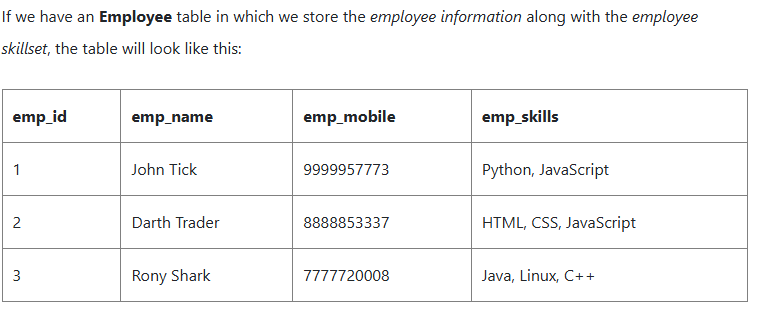 If we have an Employee table in which we store the employee information along with the employee
skillset, the table will look like this:
emp_id emp_name emp_mobile emp_skills
1 John Tick 9999957773 Python, JavaScript
2 Darth Trader 8888853337 HTML, CSS, JavaScript
3 Rony Shark 7777720008 Java, Linux, C++